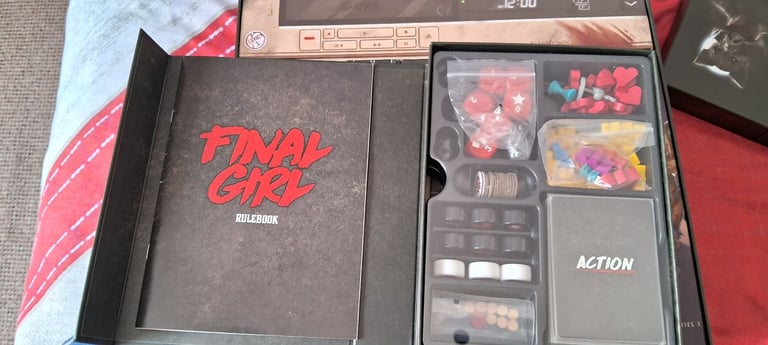 12:00
FINAL
GIRL
RULEBOOK
ACTION